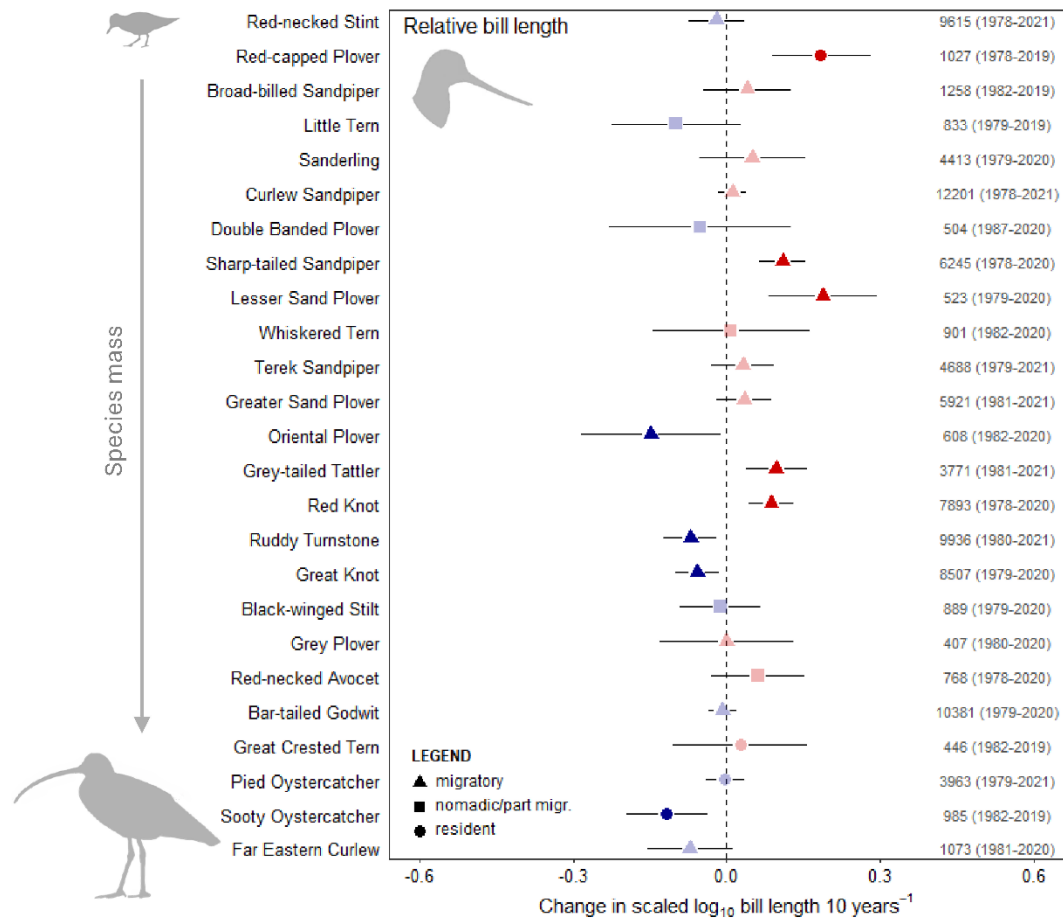 Relative bill length
Red-necked Stint 9615 (1978-2021)
Red-capped Plover 1027 (1978-2019)
Broad-billed Sandpiper 1258 (1982-2019)
Little Tern 833 (1979-2019)
Sanderling 4413 (1979-2020)
Curlew Sandpiper 12201 (1978-2021)
Double Banded Plover 504 (1987-2020)
Sharp-tailed Sandpiper 6245 (1978-2020)
Lesser Sand Plover 523 (1979-2020)
Whiskered Tern 901 (1982-2020)
Terek Sandpiper 4688 (1979-2021)
Greater Sand Plover 5921 (1981-2021)
Oriental Plover 608 (1982-2020)
Grey-tailed Tattler 3771 (1981-2021)
Red Knot 7893 (1978-2020)
Ruddy Turnstone 9936 (1980-2021)
Great Knot 8507 (1979-2020)
Black-winged Stilt 889 (1979-2020)
Grey Plover 407 (1980-2020)
Red-necked Avocet 768 (1978-2020)
Bar-tailed Godwit 10381 (1979-2020)
Great Crested Tern 446 (1982-2019)
Pied Oystercatcher 3963 (1979-2021)
Sooty Oystercatcher 985 (1982-2019)
Far Eastern Curlew 1073 (1981-2020)
Species mass
LEGEND
migratory
nomadic/part migr.
resident
-0.6 -0.3 0.0 0.3 0.6
Change in scaled log₁₀ bill length 10 years⁻¹